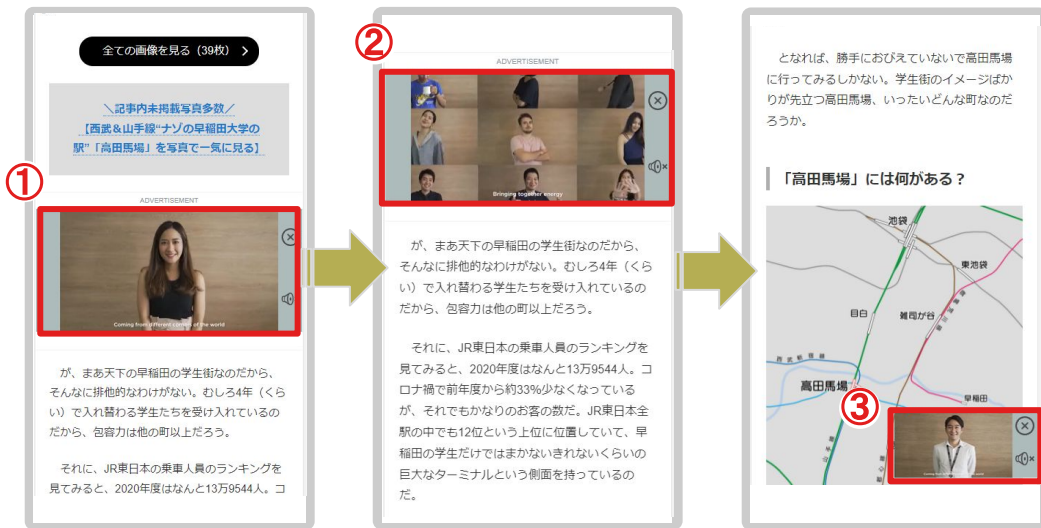 全ての画像を見る（39枚）
＼記事内未掲載写真多数／
【西武＆山手線“ナゾの早稲田大学の
駅”「高田馬場」を写真で一気に見る】
①
ADVERTISEMENT
Coming from different corners of the world
が、まあ天下の早稲田の学生街なのだから、
そんなに排他的なわけがない。むしろ4年（くら
い）で入れ替わる学生たちを受け入れているの
だから、包容力は他の町以上だろう。
それに、JR東日本の乗車人員のランキングを
見てみると、2020年度はなんと13万9544人。コ
②
ADVERTISEMENT
Bringing together energy
が、まあ天下の早稲田の学生街なのだから、
そんなに排他的なわけがない。むしろ4年（くら
い）で入れ替わる学生たちを受け入れているの
だから、包容力は他の町以上だろう。
それに、JR東日本の乗車人員のランキングを
見てみると、2020年度はなんと13万9544人。コ
ロナ禍で前年度から約33%少なくなっている
が、それでもかなりのお客の数だ。JR東日本全
駅の中でも12位という上位に位置していて、早
稲田の学生だけではまかないきれないくらいの
巨大なターミナルという側面を持っているの
だ。
となれば、勝手におびえていないで高田馬場
に行ってみるしかない。学生街のイメージばか
りが先立つ高田馬場、いったいどんな町なのだ
ろうか。
「高田馬場」には何がある？
池袋
東池袋
目白
雑司が谷
西武新宿線
高田馬場
③
早稲田
Coming from different corners of the world